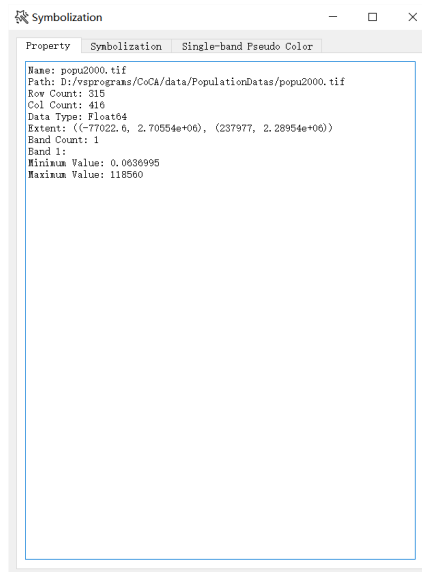 Symbolization
Property Symbolization Single-band Pseudo Color
Name: popu2000.tif
Path: D:/vsprograms/CoCA/data/PopulationDatas/popu2000.tif
Row Count: 315
Col Count: 416
Data Type: Float64
Extent: ((-77022.6, 2.70554e+06), (237977, 2.28954e+06))
Band Count: 1
Band 1:
Minimum Value: 0.0636995
Maximum Value: 118560